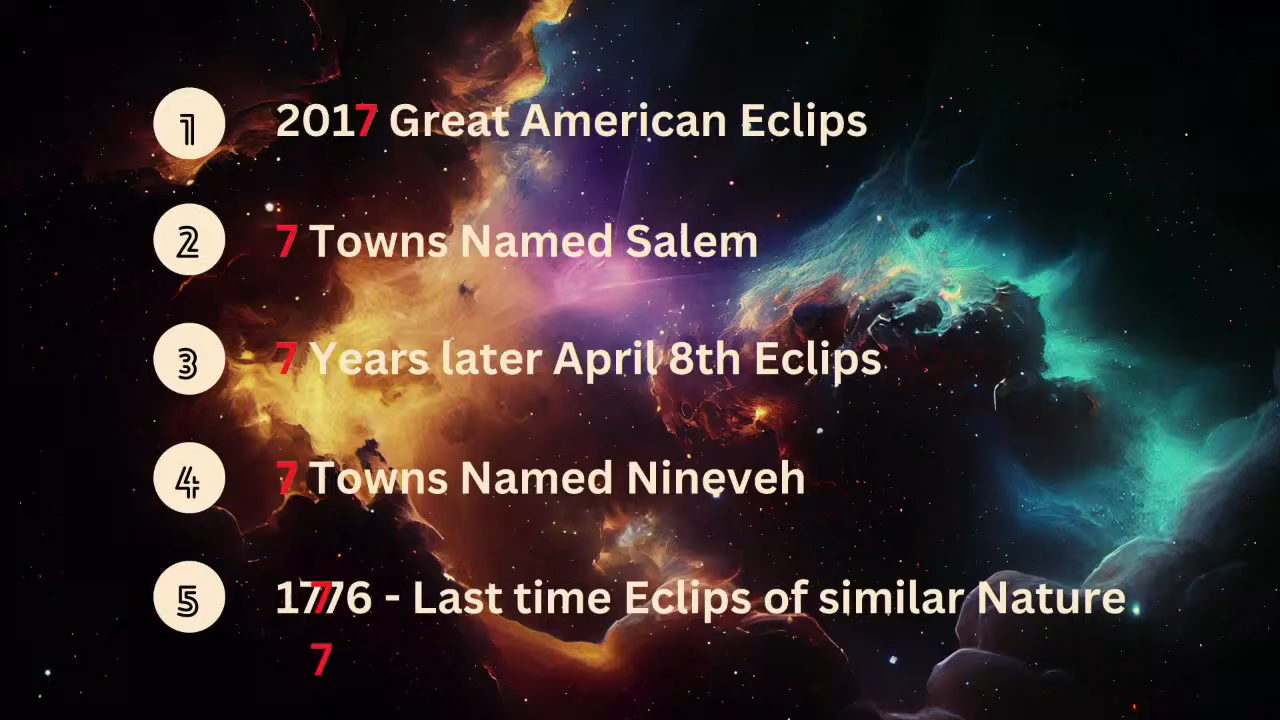 1 2017 Great American Eclips
2 7 Towns Named Salem
3 7 Years later April 8th Eclips
4 7 Towns Named Nineveh
5 1776 - Last time Eclips of similar Nature
7